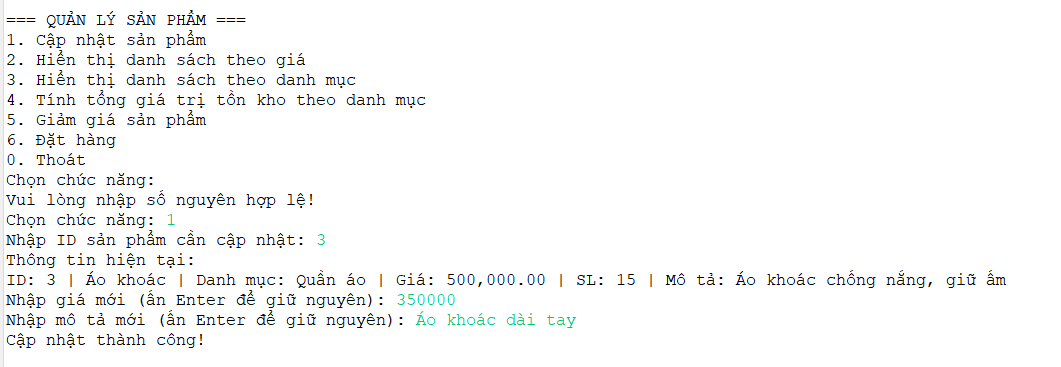 === QUẢN LÝ SẢN PHẨM ===
1. Cập nhật sản phẩm
2. Hiển thị danh sách theo giá
3. Hiển thị danh sách theo danh mục
4. Tính tổng giá trị tồn kho theo danh mục
5. Giảm giá sản phẩm
6. Đặt hàng
0. Thoát
Chọn chức năng:
Vui lòng nhập số nguyên hợp lệ!
Chọn chức năng: 1
Nhập ID sản phẩm cần cập nhật: 3
Thông tin hiện tại:
ID: 3 | Áo khoác | Danh mục: Quần áo | Giá: 500,000.00 | SL: 15 | Mô tả: Áo khoác chống nắng, giữ ấm
Nhập giá mới (ấn Enter để giữ nguyên): 350000
Nhập mô tả mới (ấn Enter để giữ nguyên): Áo khoác dài tay
Cập nhật thành công!